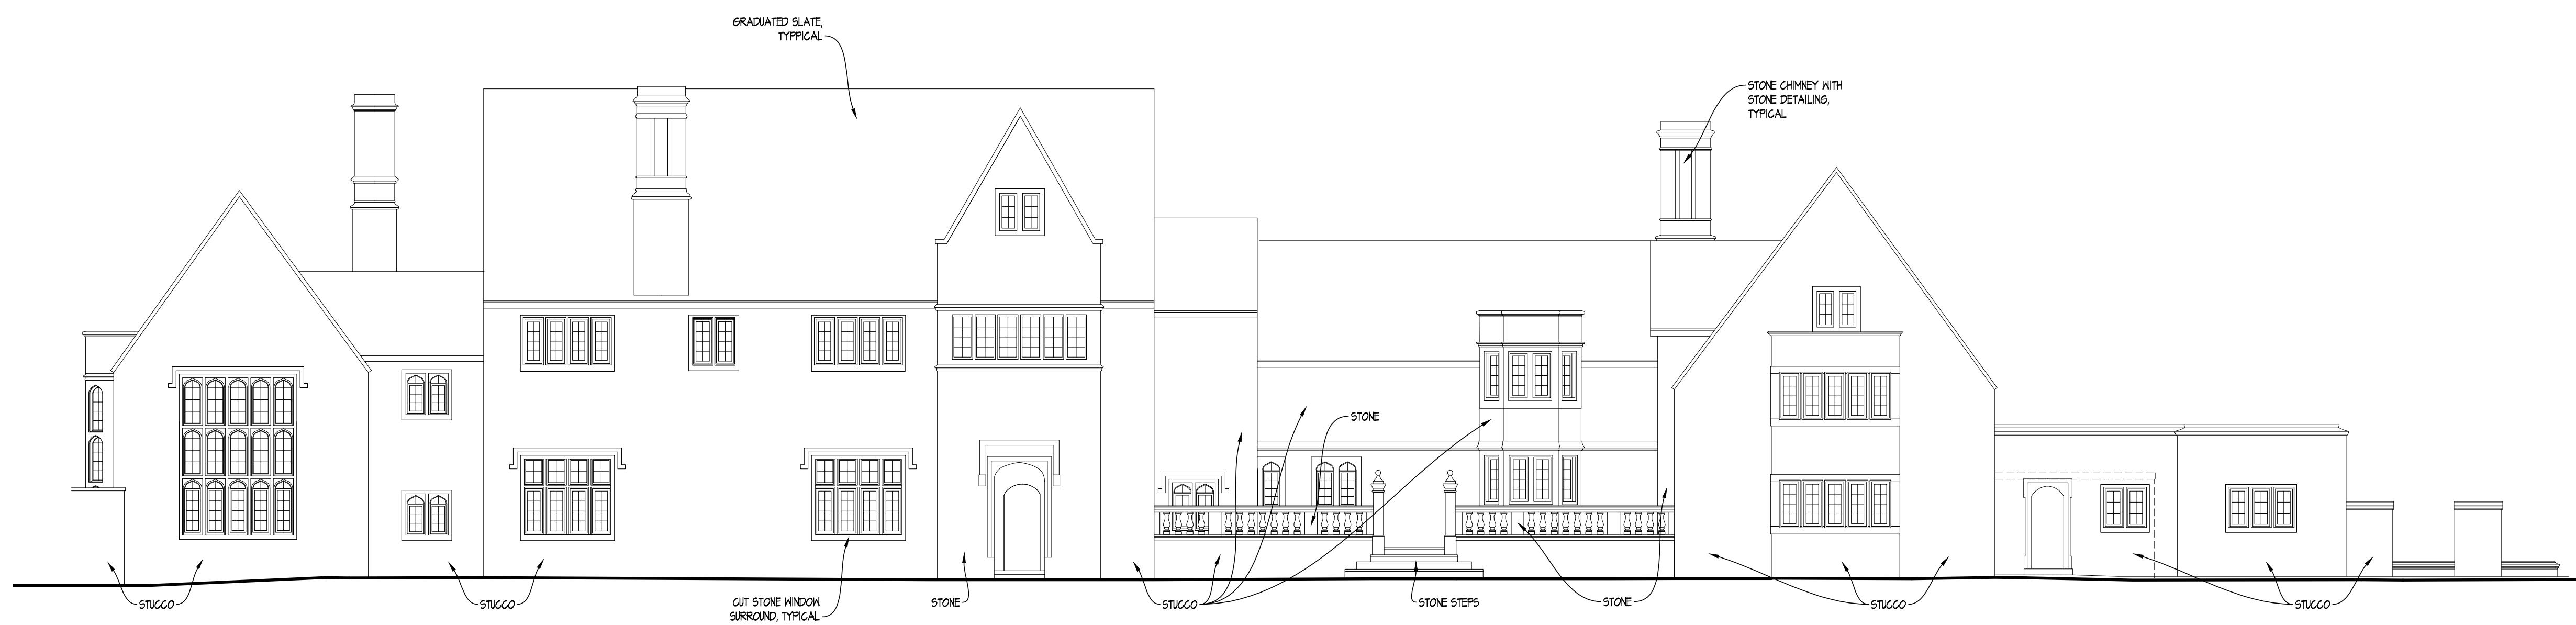 GRADUATED SLATE,
TYPPICAL
STONE CHIMNEY WITH
STONE DETAILING,
TYPICAL
STONE
STUCCO
STUCCO
CUT STONE WINDOW
SURROUND, TYPICAL
STONE
STUCCO
STONE STEPS
STONE
STUCCO
STUCCO